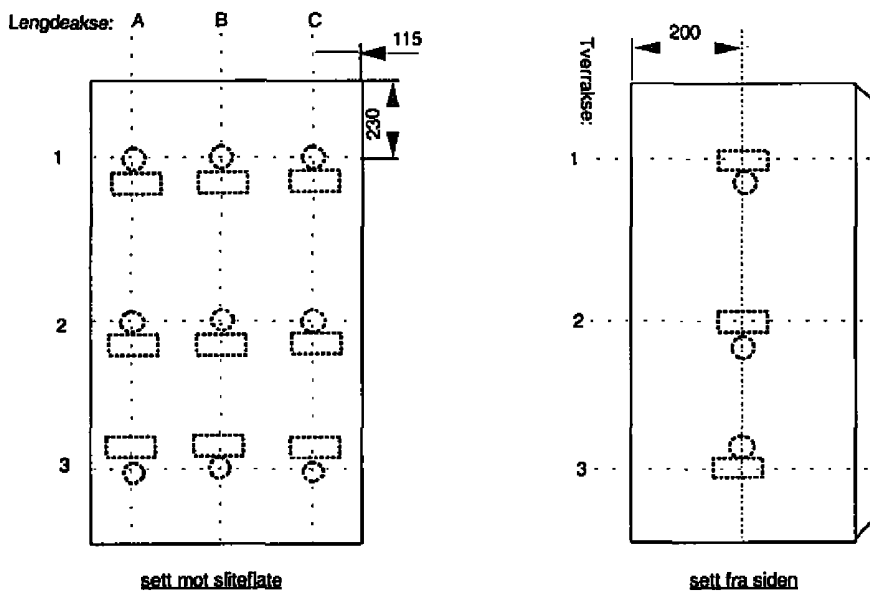 Lengdeakse: A B C
115
230
1
2
3
sett mot sliteflate
200
Tverrakse:
1
2
3
sett fra siden